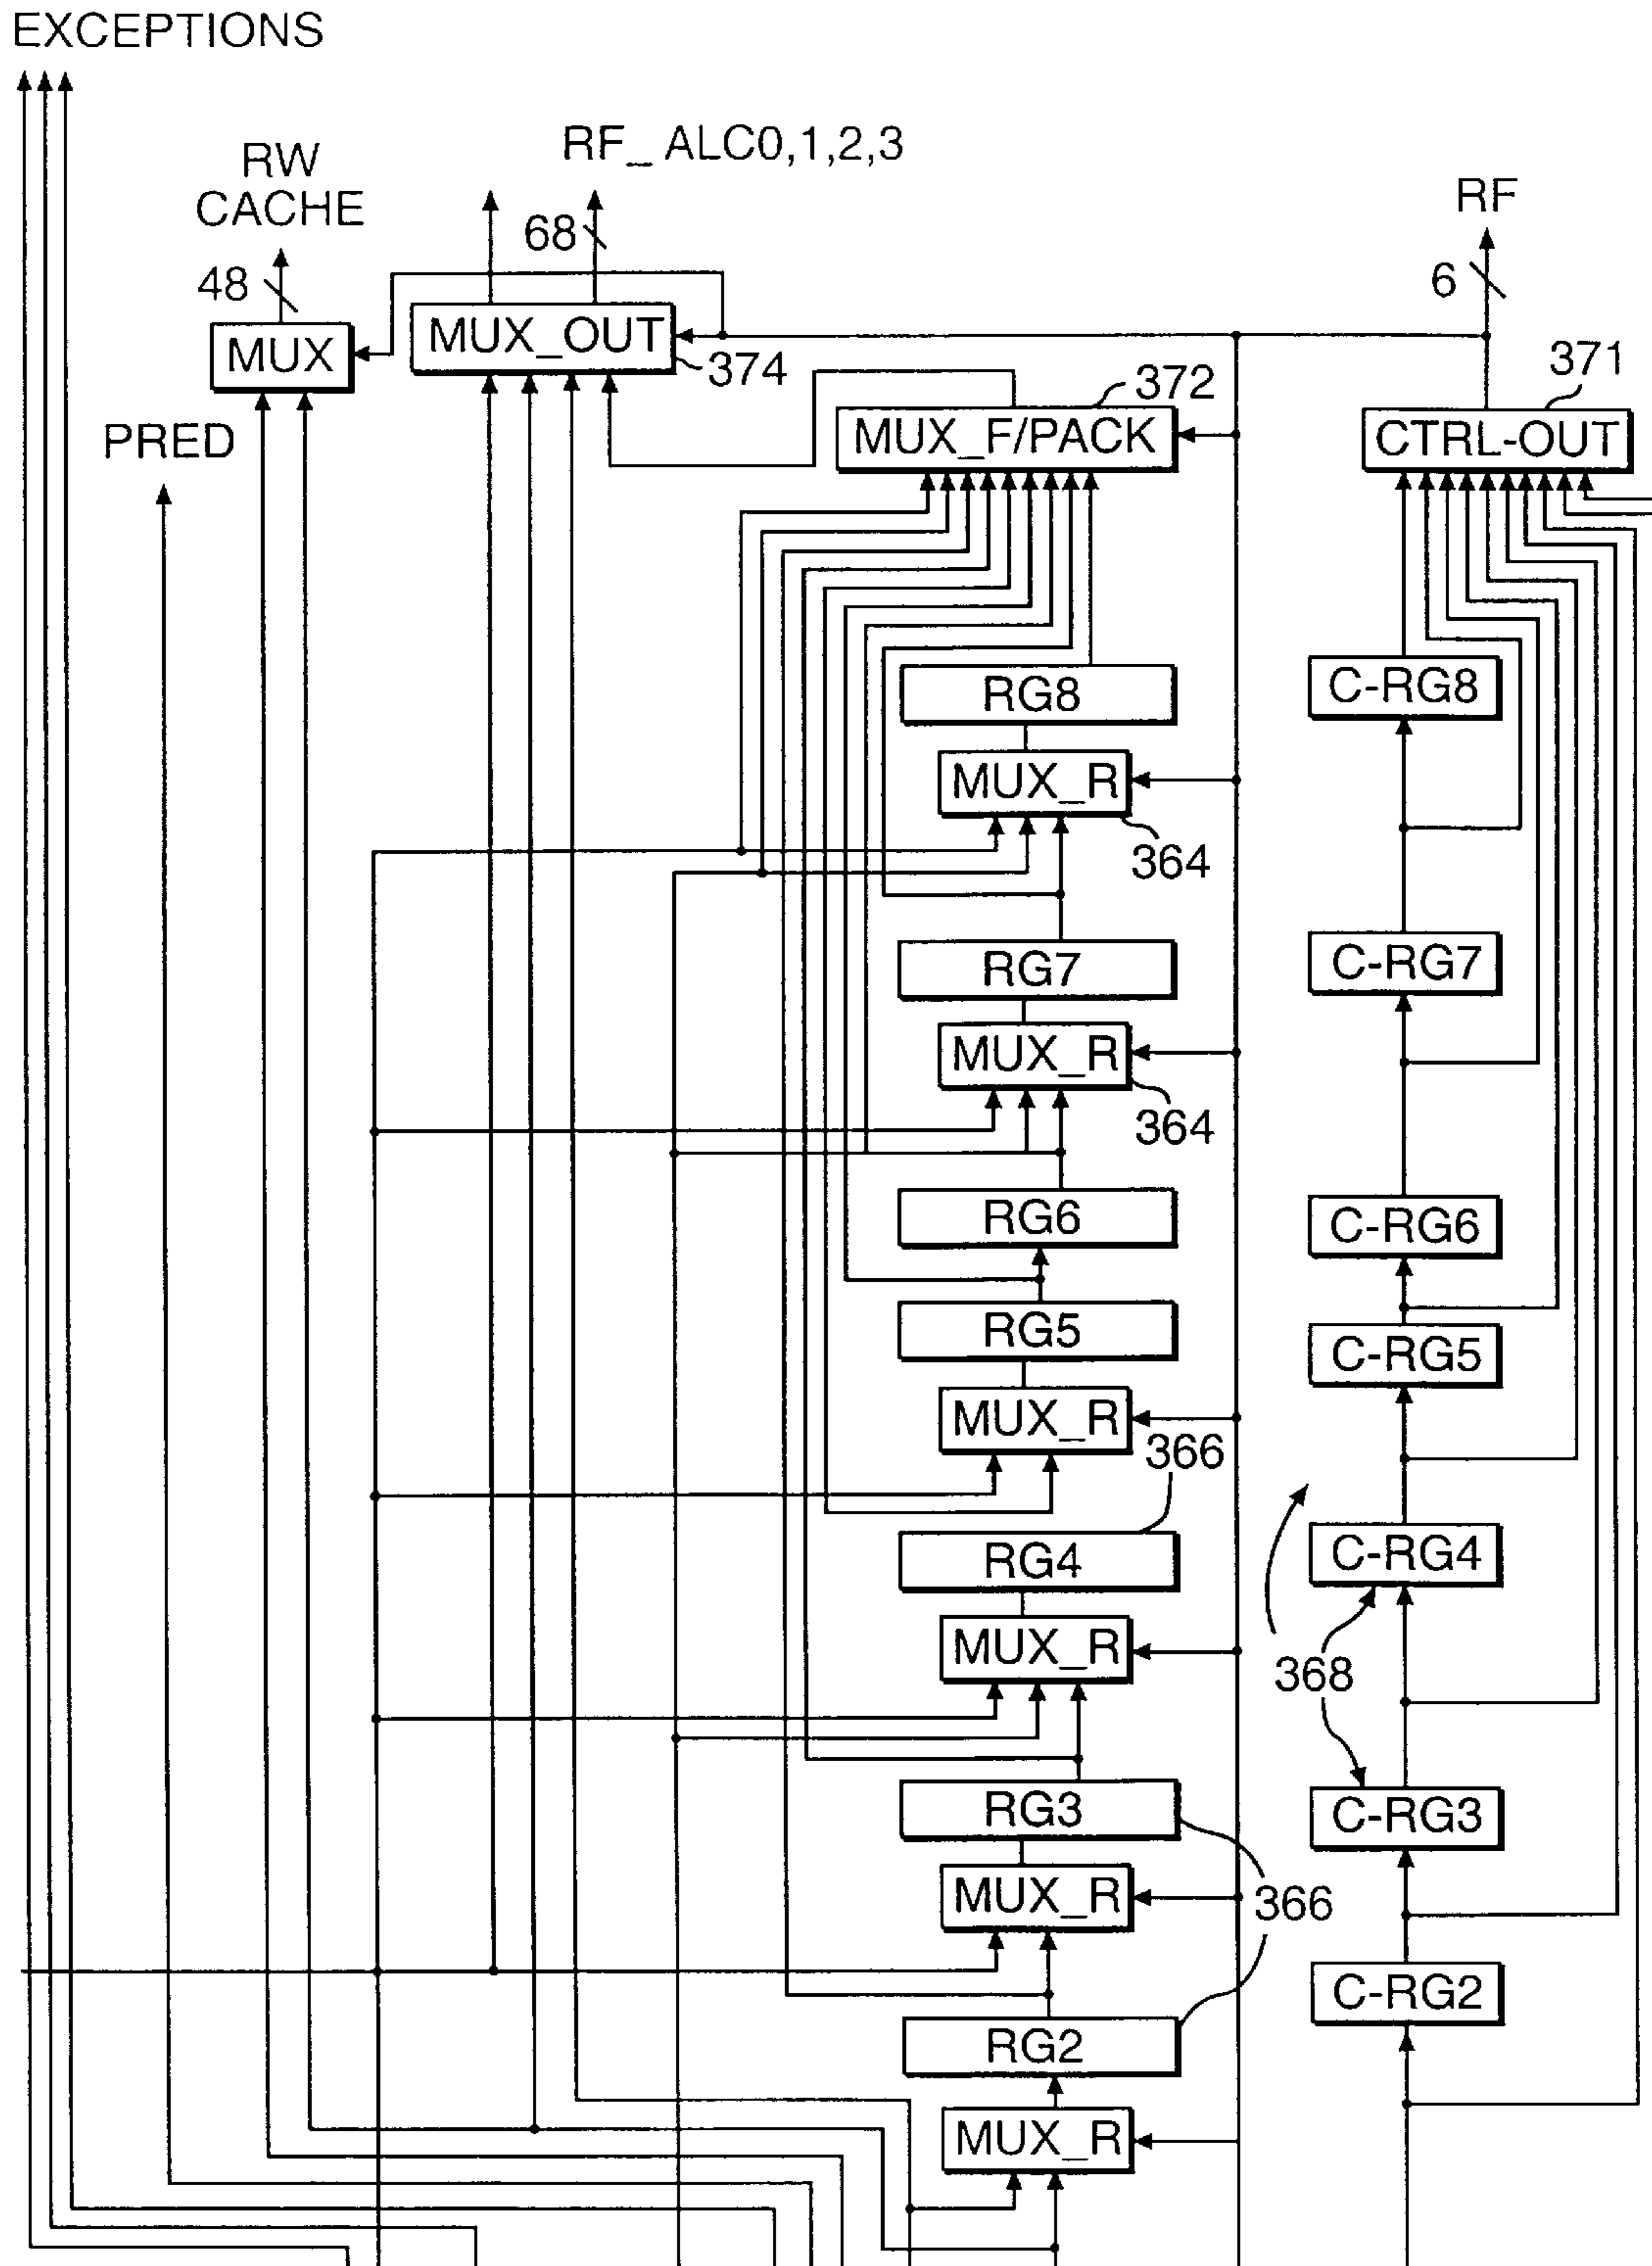 EXCEPTIONS
RF_ ALC0,1,2,3
RW
CACHE
RF
68
48
6
MUX
MUX_OUT
374
371
372
PRED
MUX_F/PACK
CTRL-OUT
RG8
C-RG8
MUX_R
364
RG7
C-RG7
MUX_R
364
RG6
C-RG6
RG5
C-RG5
MUX_R
366
RG4
C-RG4
MUX_R
368
RG3
C-RG3
MUX_R
366
C-RG2
RG2
MUX_R